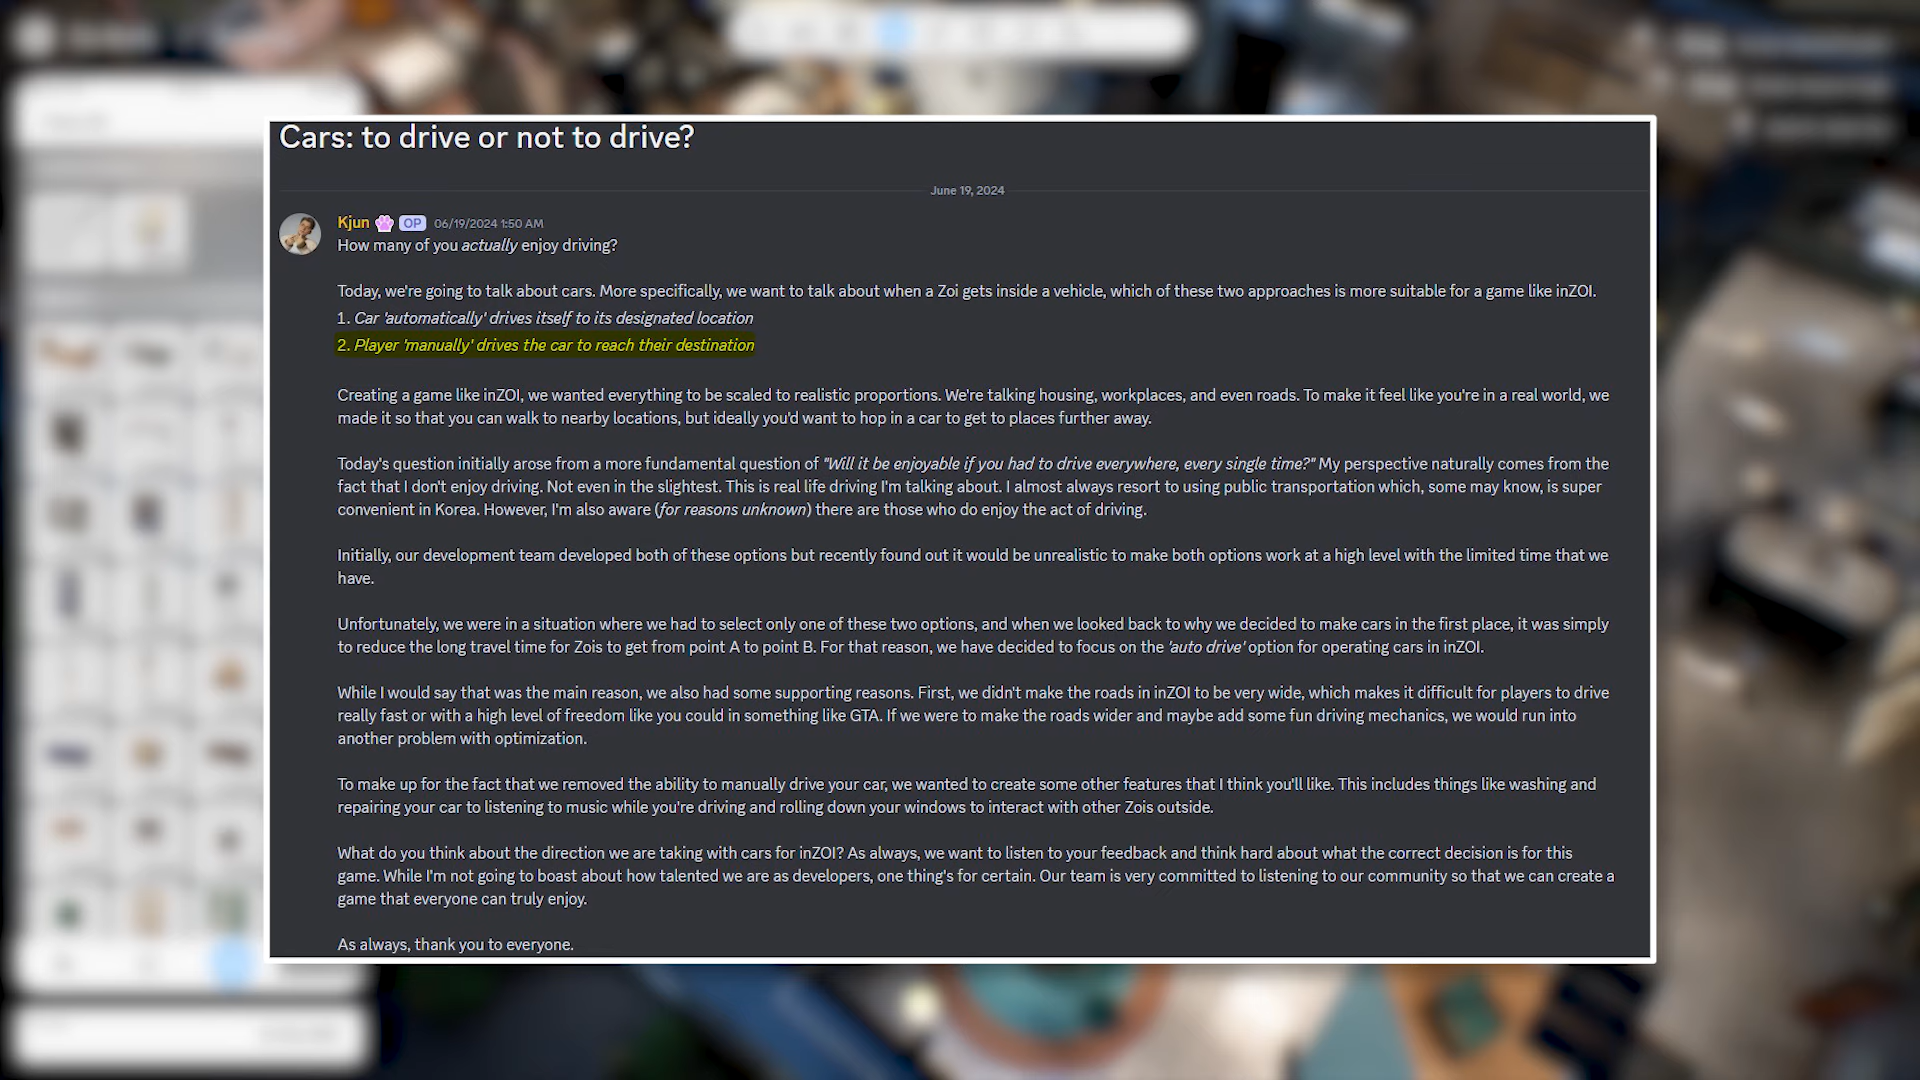 Cars: to drive or not to drive?
June 19, 2024
Kjun OP 06/19/2024 1:50 AM
How many of you actually enjoy driving?
Today, we're going to talk about cars. More specifically, we want to talk about when a Zoi gets inside a vehicle, which of these two approaches is more suitable for a game like inZOI.
1. Car 'automatically' drives itself to its designated location
2. Player 'manually' drives the car to reach their destination
Creating a game like inZOI, we wanted everything to be scaled to realistic proportions. We're talking housing, workplaces, and even roads. To make it feel like you're in a real world, we
made it so that you can walk to nearby locations, but ideally you'd want to hop in a car to get to places further away.
Today's question initially arose from a more fundamental question of "Will it be enjoyable if you had to drive everywhere, every single time?" My perspective naturally comes from the
fact that I don't enjoy driving. Not even in the slightest. This is real life driving I'm talking about. I almost always resort to using public transportation which, some may know, is super
convenient in Korea. However, I'm also aware (for reasons unknown) there are those who do enjoy the act of driving.
Initially, our development team developed both of these options but recently found out it would be unrealistic to make both options work at a high level with the limited time that we
have.
Unfortunately, we were in a situation where we had to select only one of these two options, and when we looked back to why we decided to make cars in the first place, it was simply
to reduce the long travel time for Zois to get from point A to point B. For that reason, we have decided to focus on the 'auto drive' option for operating cars in inZOI.
While I would say that was the main reason, we also had some supporting reasons. First, we didn't make the roads in inZOI to be very wide, which makes it difficult for players to drive
really fast or with a high level of freedom like you could in something like GTA. If we were to make the roads wider and maybe add some fun driving mechanics, we would run into
another problem with optimization.
To make up for the fact that we removed the ability to manually drive your car, we wanted to create some other features that I think you'll like. This includes things like washing and
repairing your car to listening to music while you're driving and rolling down your windows to interact with other Zois outside.
What do you think about the direction we are taking with cars for inZOI? As always, we want to listen to your feedback and think hard about what the correct decision is for this
game. While I'm not going to boast about how talented we are as developers, one thing's for certain. Our team is very committed to listening to our community so that we can create a
game that everyone can truly enjoy.
As always, thank you to everyone.